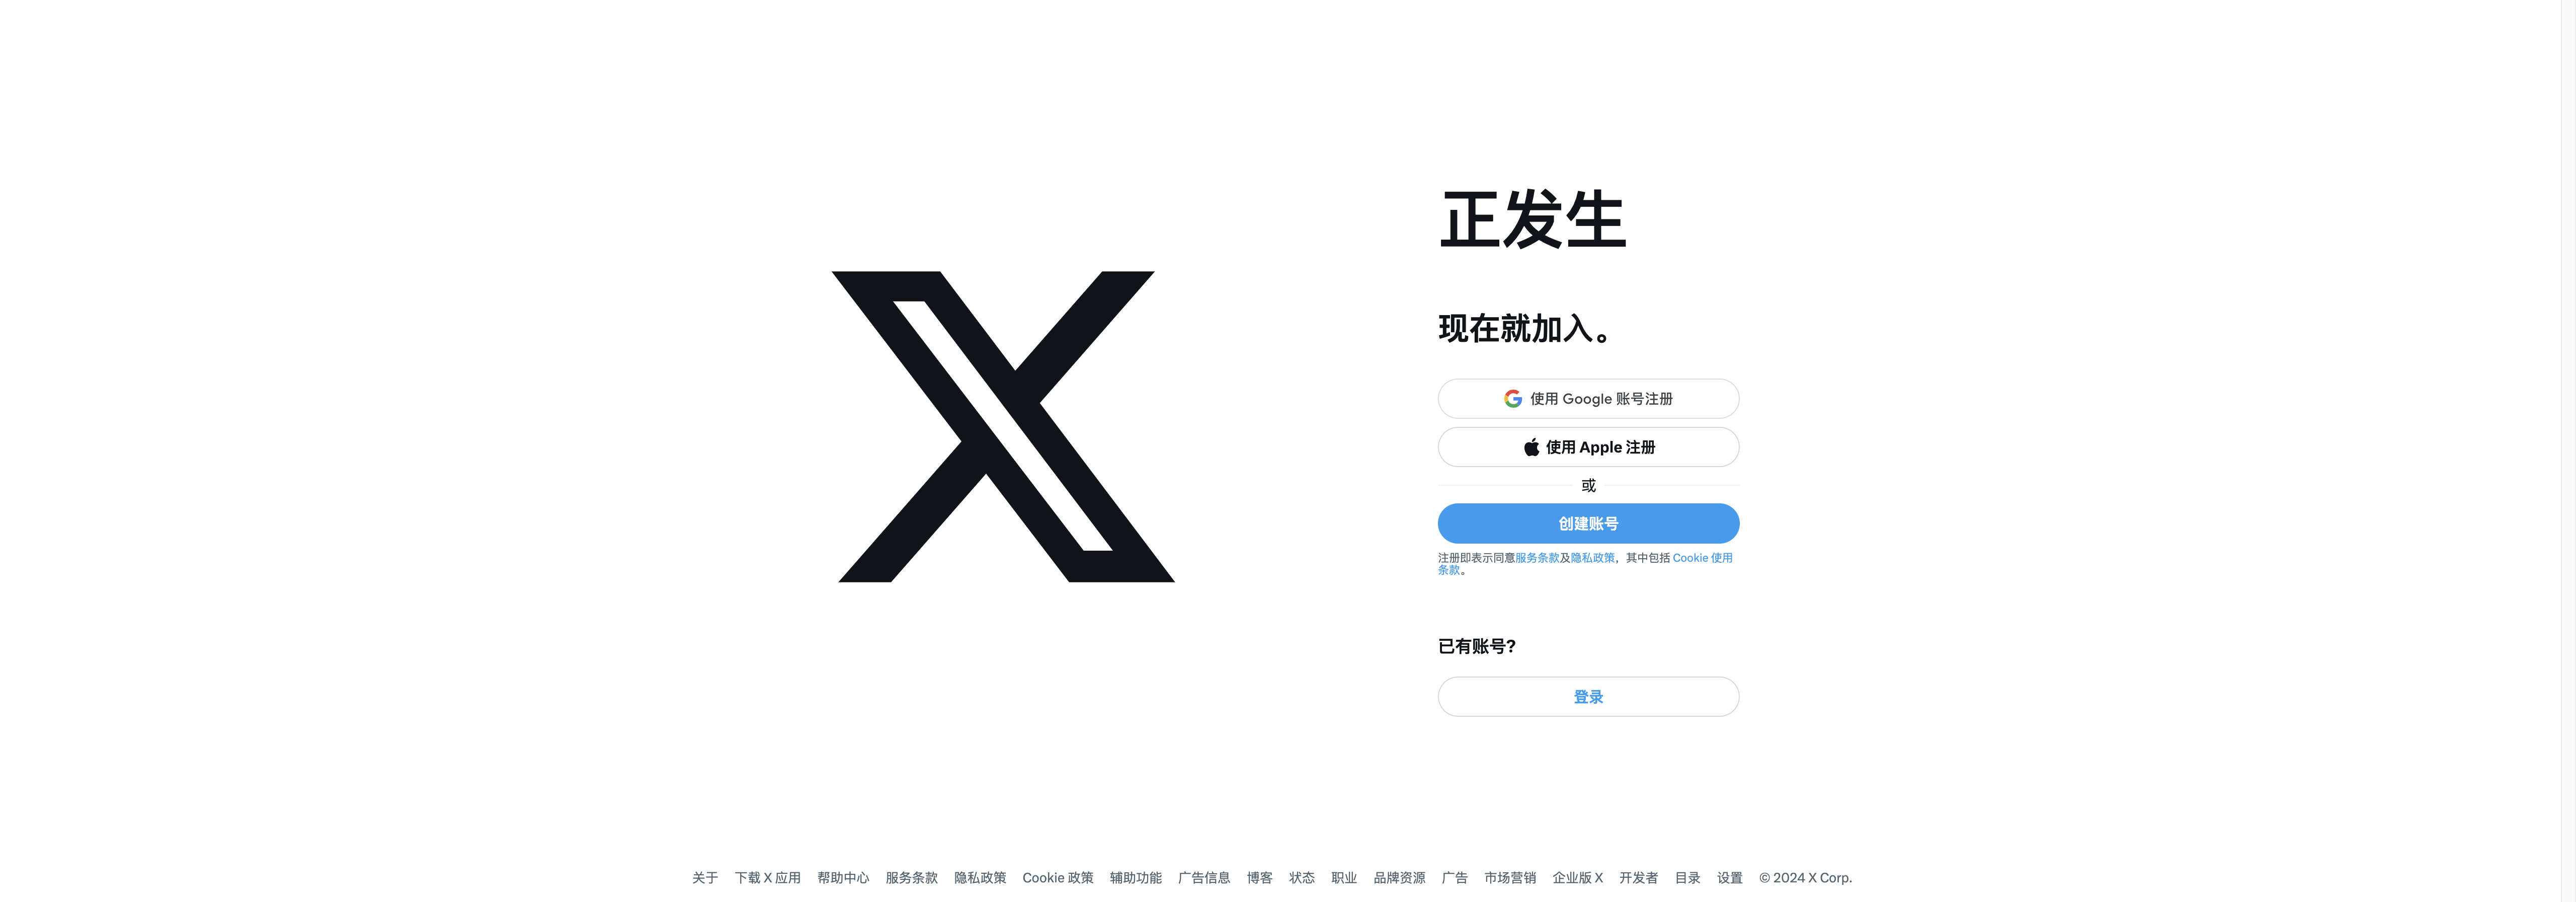 正发生
现在就加入。
使用 Google 账号注册
使用 Apple 注册
或
创建账号
注册即表示同意服务条款及隐私政策，其中包括 Cookie 使用
条款。
已有账号?
登录
关于 下载 X 应用 帮助中心 服务条款 隐私政策 Cookie 政策 辅助功能 广告信息 博客 状态 职业 品牌资源 广告 市场营销 企业版 X 开发者 目录 设置 © 2024 X Corp.